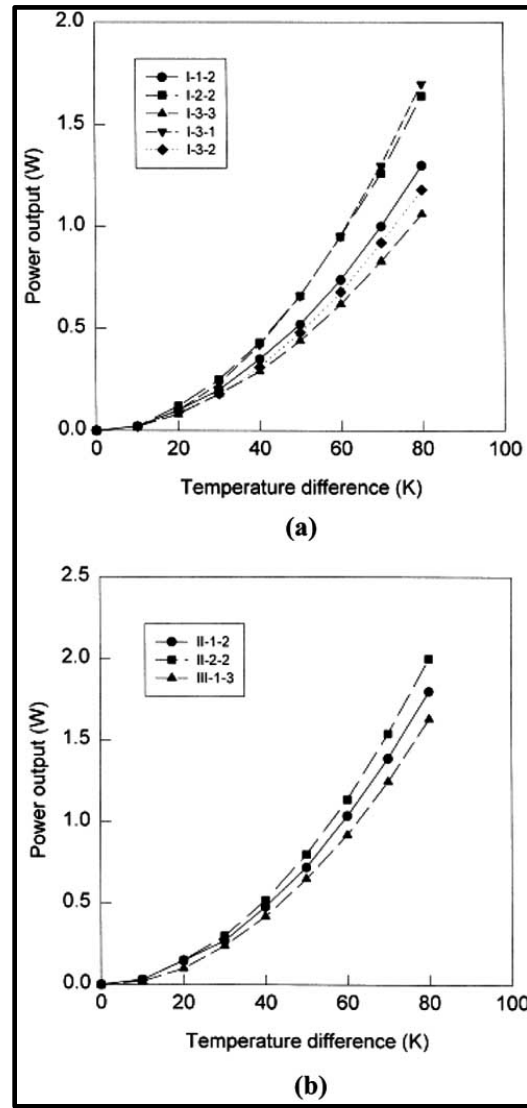 2.0
1.5
1.0
0.5
0.0
Power output (W)
I-1-2
I-2-2
I-3-3
I-3-1
I-3-2
0 20 40 60 80 100
Temperature difference (K)
(a)
2.5
2.0
1.5
1.0
0.5
0.0
Power output (W)
II-1-2
II-2-2
III-1-3
0 20 40 60 80 100
Temperature difference (K)
(b)